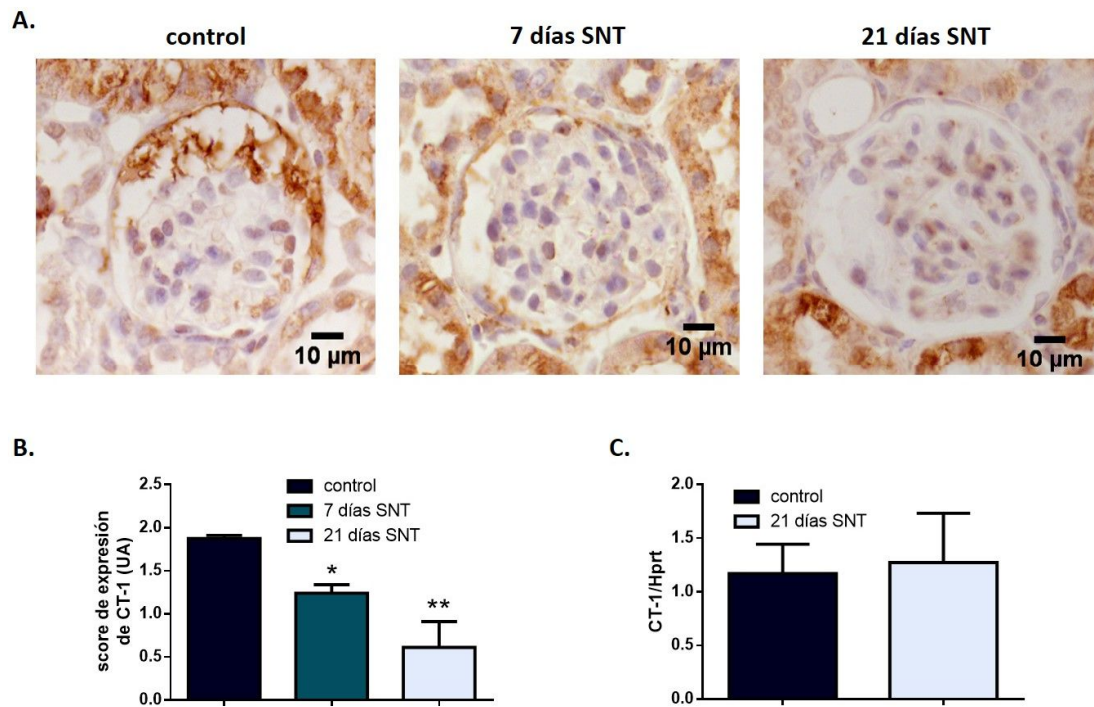 A.
control
7 días SNT
21 días SNT
10 µm
10 µm
10 µm
B.
score de expresión
de CT-1 (UA)
2.5
2.0
1.5
1.0
0.5
0.0
control
7 días SNT
21 días SNT
*
**
C.
CT-1/Hprt
2.0
1.5
1.0
0.5
0.0
control
21 días SNT